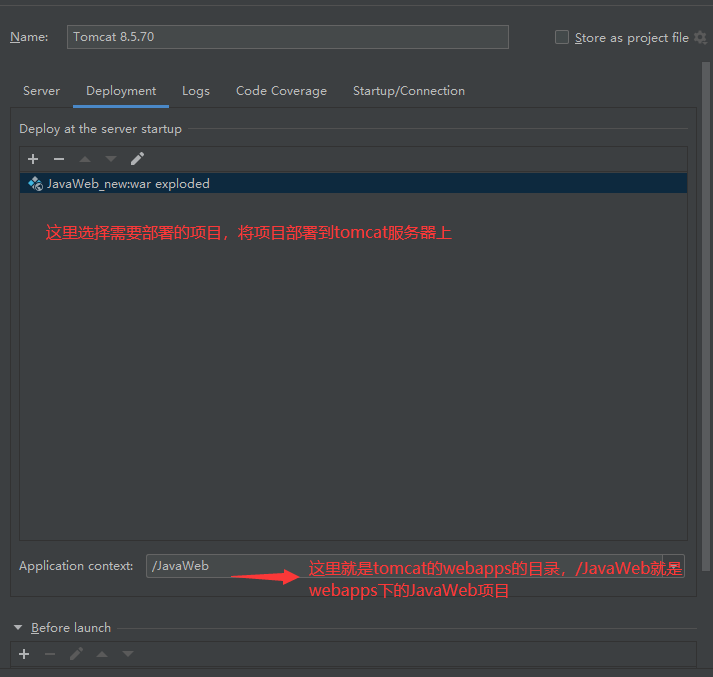 Name: Tomcat 8.5.70 Store as project file
Server Deployment Logs Code Coverage Startup/Connection
Deploy at the server startup
JavaWeb_new:war exploded
这里选择需要部署的项目，将项目部署到tomcat服务器上
Application context: /JavaWeb
这里就是tomcat的webapps的目录，/JavaWeb就是
webapps下的JavaWeb项目
Before launch